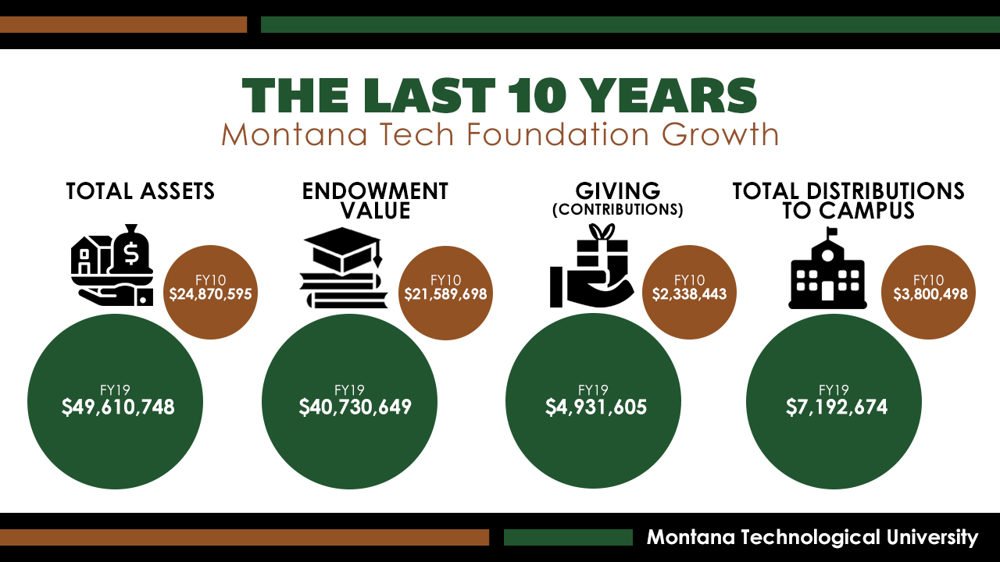 THE LAST 10 YEARS
Montana Tech Foundation Growth
TOTAL ASSETS
$
FY10
$24,870,595
FY19
$49,610,748
ENDOWMENT
VALUE
FY10
$21,589,698
FY19
$40,730,649
GIVING
(CONTRIBUTIONS)
FY10
$2,338,443
FY19
$4,931,605
TOTAL DISTRIBUTIONS
TO CAMPUS
FY10
$3,800,498
FY19
$7,192,674
Montana Technological University